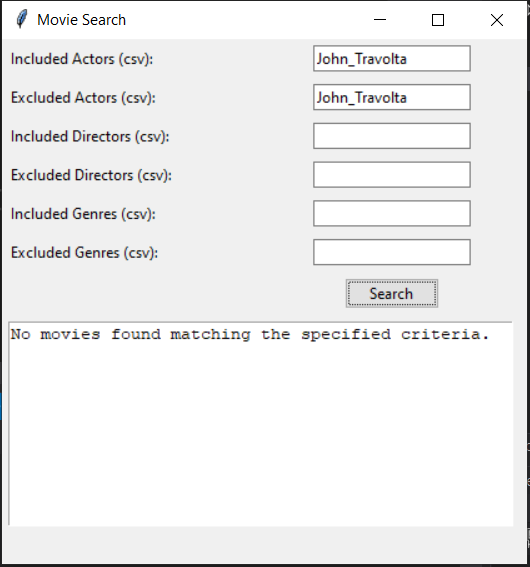 Movie Search
Included Actors (csv): John_Travolta
Excluded Actors (csv): John_Travolta
Included Directors (csv):
Excluded Directors (csv):
Included Genres (csv):
Excluded Genres (csv):
Search
No movies found matching the specified criteria.